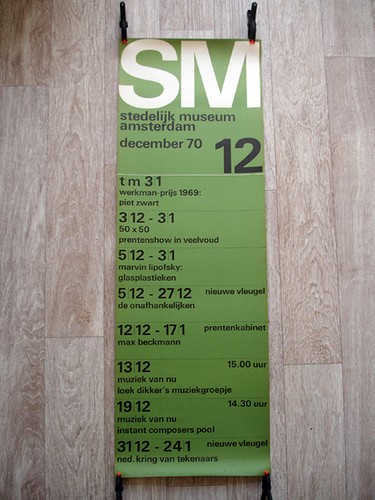 SM
stedelijk museum
amsterdam
december 70 12
t m 3|1
werkman-prijs 1969:
piet zwart
3|12 - 3|1
50 x 50
prentenshow in veelvoud
5|12 - 3|1
marvin lipofsky:
glasplastieken
5|12 - 27|12 nieuwe vleugel
de onafhankelijken
12|12 - 17|1 prentenkabinet
max beckmann
13|12 15.00 uur
muziek van nu
loek dikker's muziekgroepje
19|12 14.30 uur
muziek van nu
instant composers pool
31|12 - 24|1 nieuwe vleugel
ned. kring van tekenaars